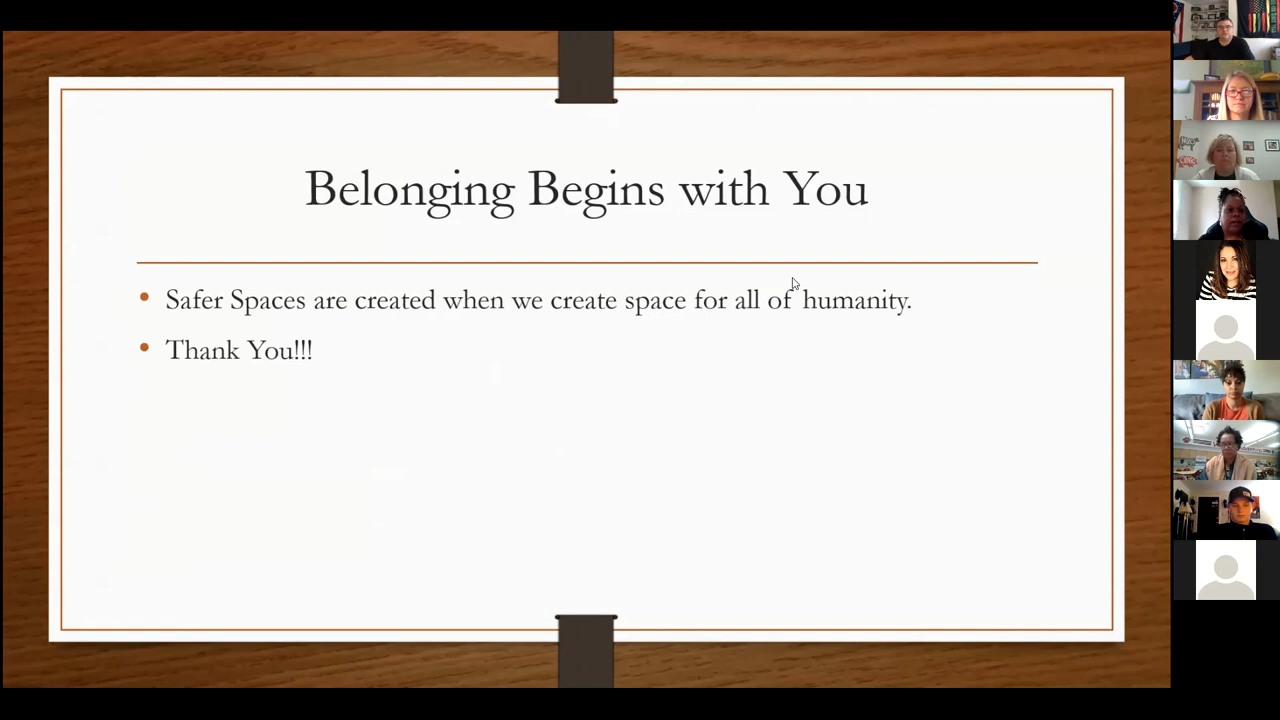 Belonging Begins with You
• Safer Spaces are created when we create space for all of humanity.
• Thank You!!!